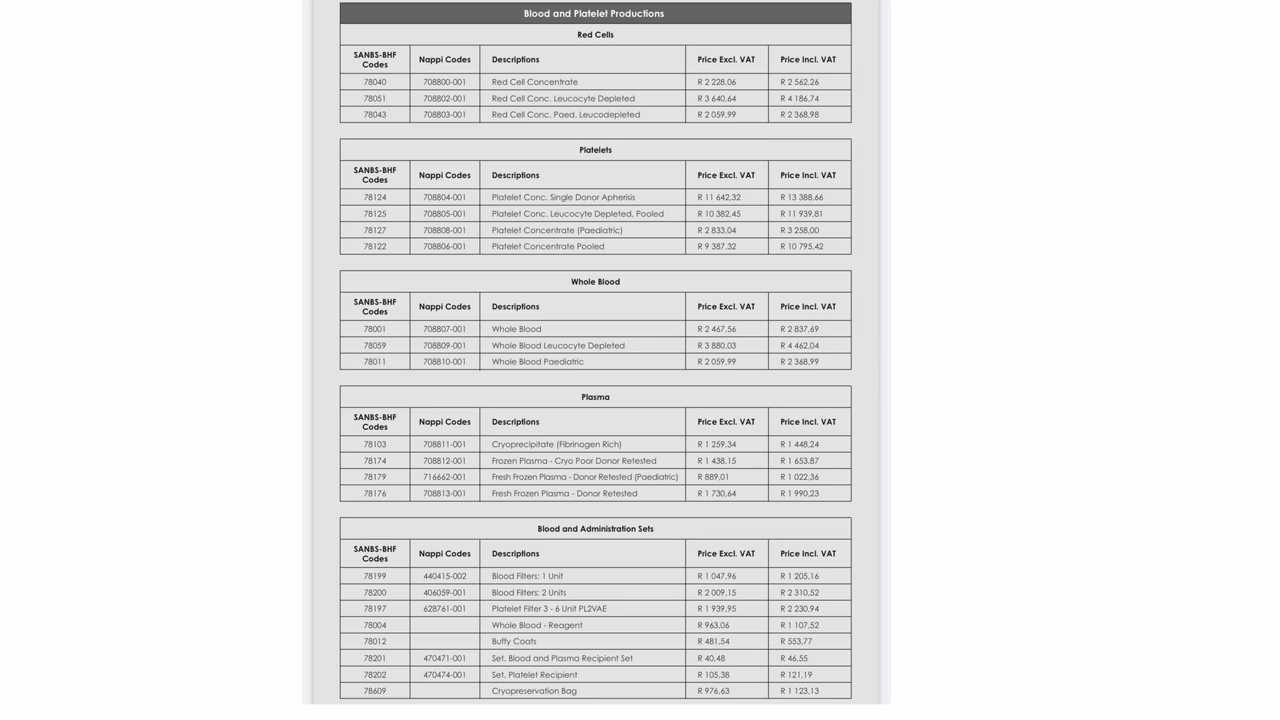 Blood and Platelet Productions
Red Cells
SANBS-BHF Codes Nappi Codes Descriptions Price Excl. VAT Price Incl. VAT
78040 708800-001 Red Cell Concentrate R 2 228,06 R 2 562,26
78051 708802-001 Red Cell Conc. Leucocyte Depleted R 3 640,64 R 4 186,74
78043 708803-001 Red Cell Conc. Paed. Leucodepleted R 2 059,99 R 2 368,98
Platelets
SANBS-BHF Codes Nappi Codes Descriptions Price Excl. VAT Price Incl. VAT
78124 708804-001 Platelet Conc. Single Donor Apherisis R 11 642,32 R 13 388,66
78125 708805-001 Platelet Conc. Leucocyte Depleted, Pooled R 10 382,45 R 11 939,81
78127 708808-001 Platelet Concentrate (Paediatric) R 2 833,04 R 3 258,00
78122 708806-001 Platelet Concentrate Pooled R 9 387,32 R 10 795,42
Whole Blood
SANBS-BHF Codes Nappi Codes Descriptions Price Excl. VAT Price Incl. VAT
78001 708807-001 Whole Blood R 2 467,56 R 2 837,69
78059 708809-001 Whole Blood Leucocyte Depleted R 3 880,03 R 4 462,04
78011 708810-001 Whole Blood Paediatric R 2 059,99 R 2 368,99
Plasma
SANBS-BHF Codes Nappi Codes Descriptions Price Excl. VAT Price Incl. VAT
78103 708811-001 Cryoprecipitate (Fibrinogen Rich) R 1 259,34 R 1 448,24
78174 708812-001 Frozen Plasma - Cryo Poor Donor Retested R 1 438,15 R 1 653,87
78179 716662-001 Fresh Frozen Plasma - Donor Retested (Paediatric) R 889,01 R 1 022,36
78176 708813-001 Fresh Frozen Plasma - Donor Retested R 1 730,64 R 1 990,23
Blood and Administration Sets
SANBS-BHF Codes Nappi Codes Descriptions Price Excl. VAT Price Incl. VAT
78199 440415-002 Blood Filters: 1 Unit R 1 047,96 R 1 205,16
78200 406059-001 Blood Filters: 2 Units R 2 009,15 R 2 310,52
78197 628761-001 Platelet Filter 3 - 6 Unit PL2VAE R 1 939,95 R 2 230,94
78004 Whole Blood - Reagent R 963,06 R 1 107,52
78012 Buffy Coats R 481,54 R 553,77
78201 470471-001 Set, Blood and Plasma Recipient Set R 40,48 R 46,55
78202 470474-001 Set, Platelet Recipient R 105,38 R 121,19
78609 Cryopreservation Bag R 976,63 R 1 123,13